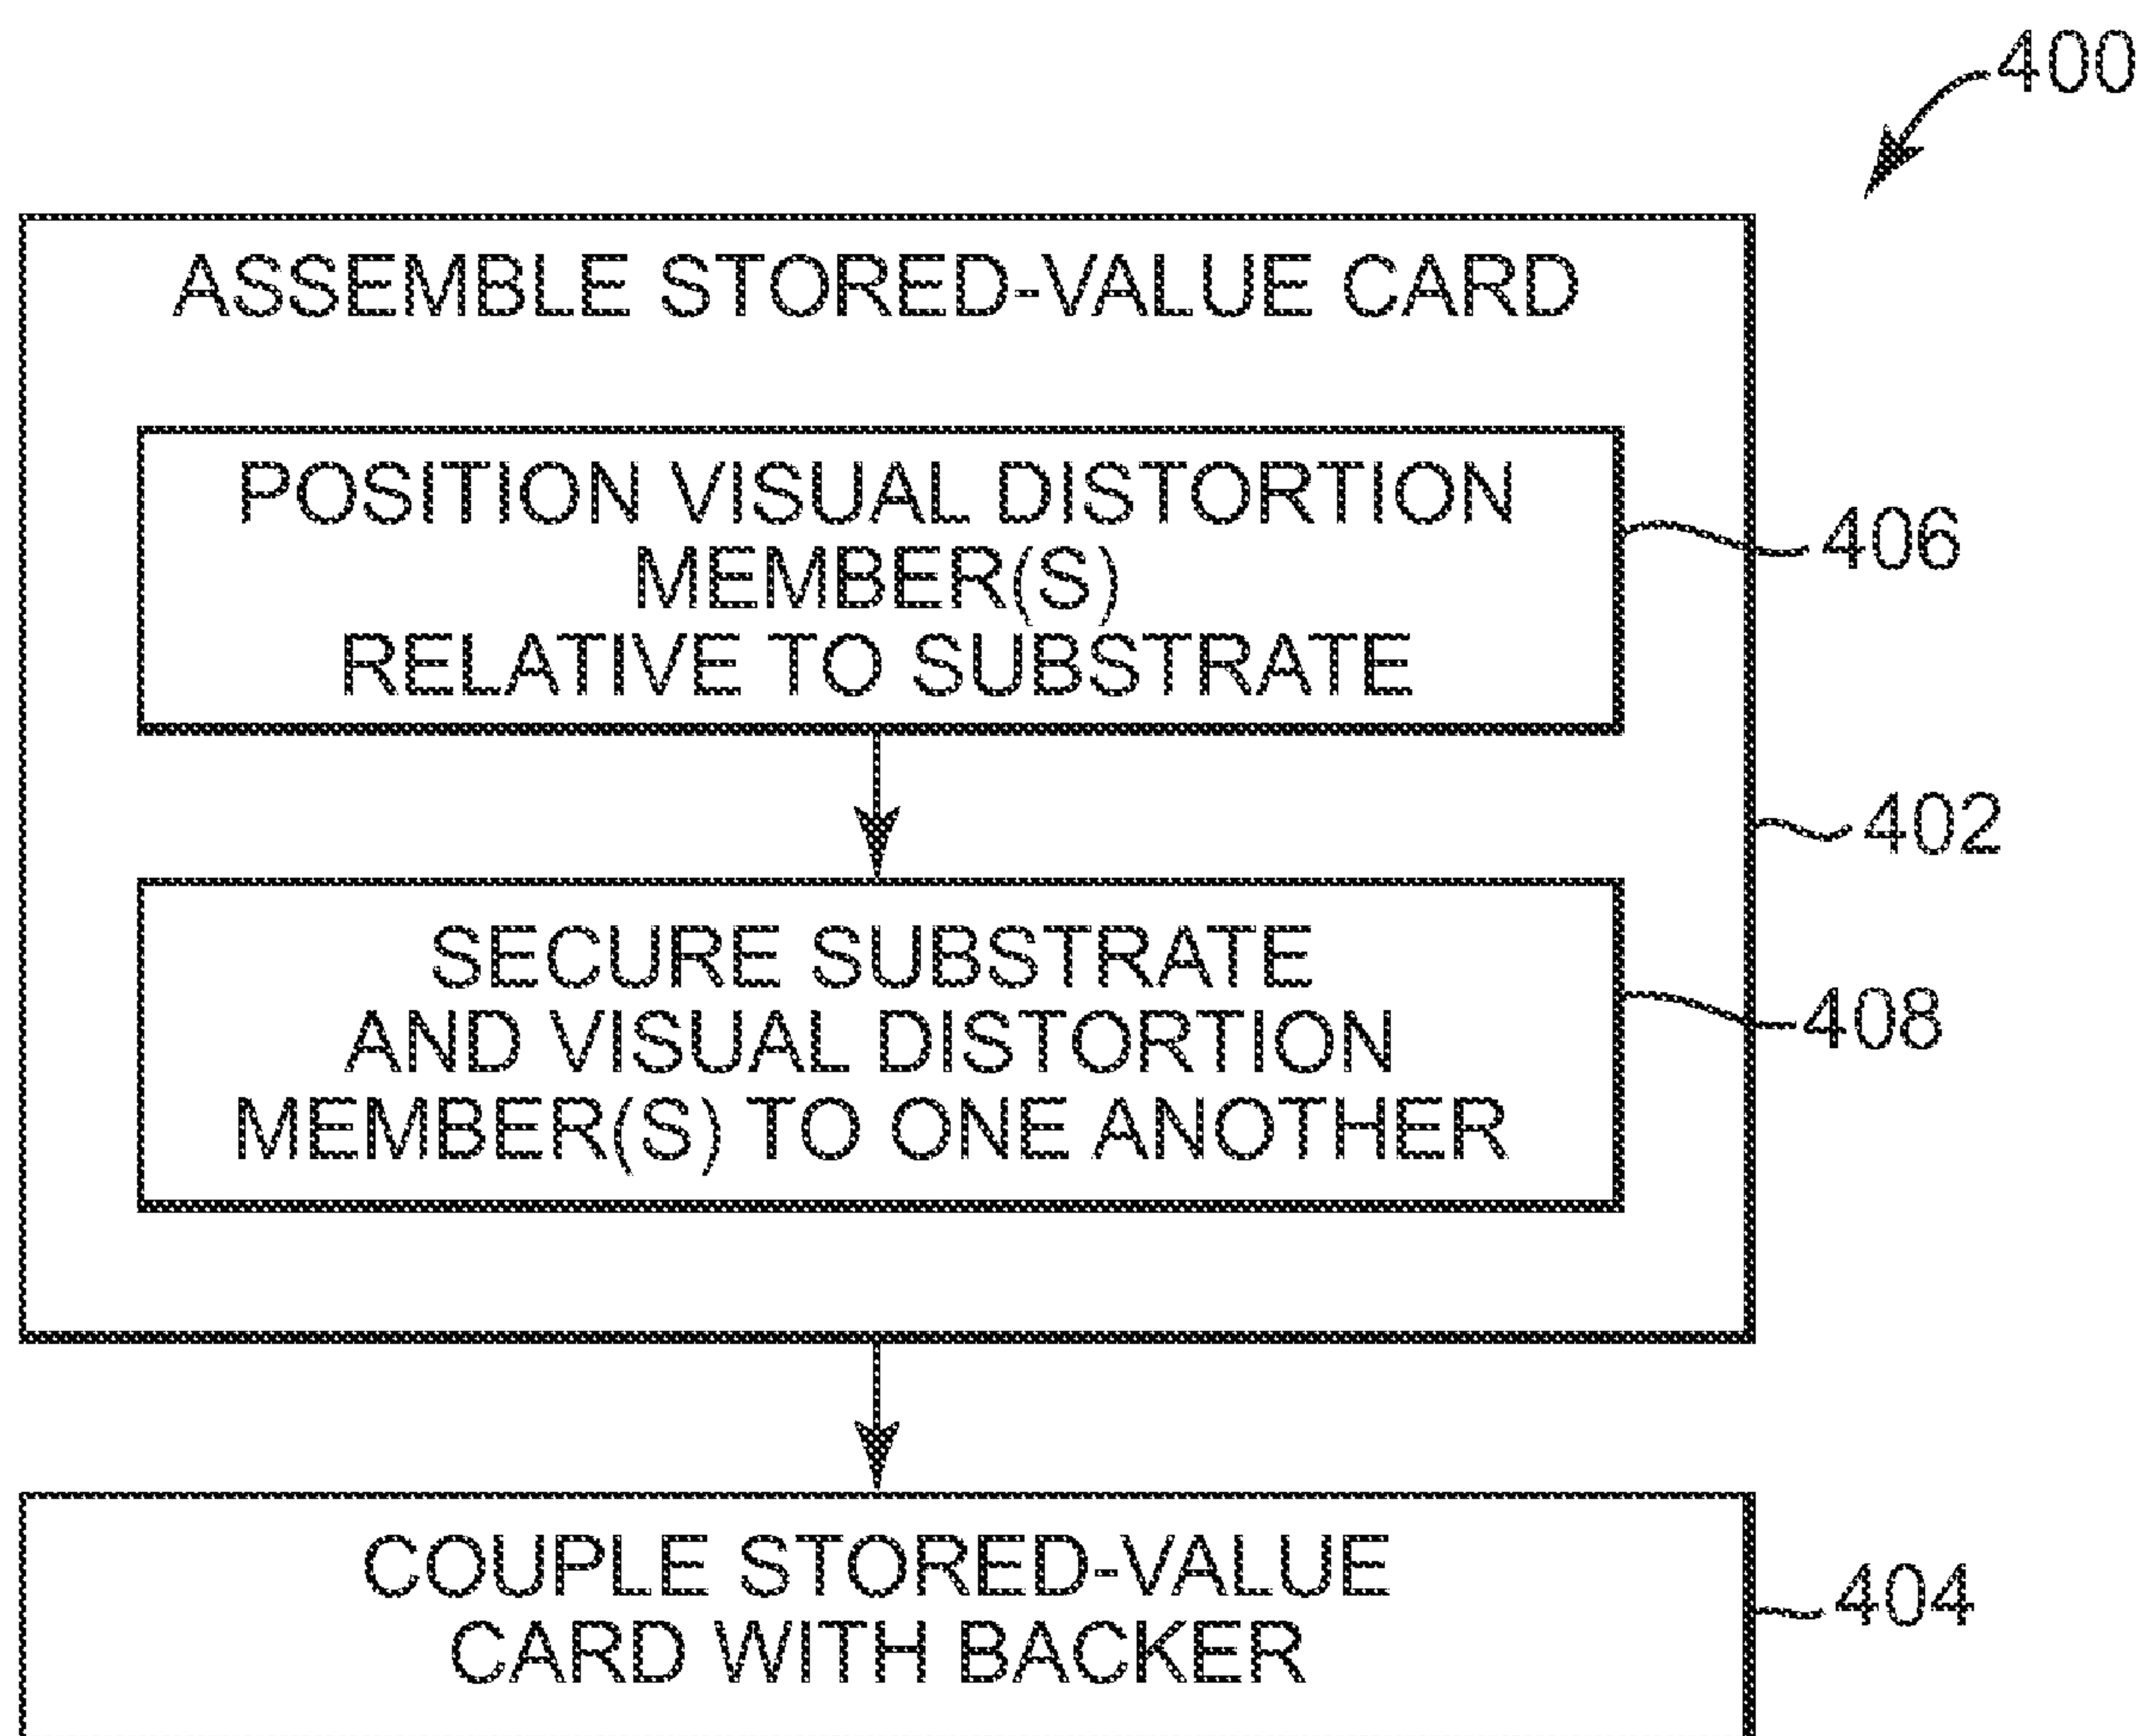 400
ASSEMBLE STORED-VALUE CARD
POSITION VISUAL DISTORTION
MEMBER(S)
RELATIVE TO SUBSTRATE
406
402
SECURE SUBSTRATE
AND VISUAL DISTORTION
MEMBER(S) TO ONE ANOTHER
408
COUPLE STORED-VALUE
CARD WITH BACKER
404